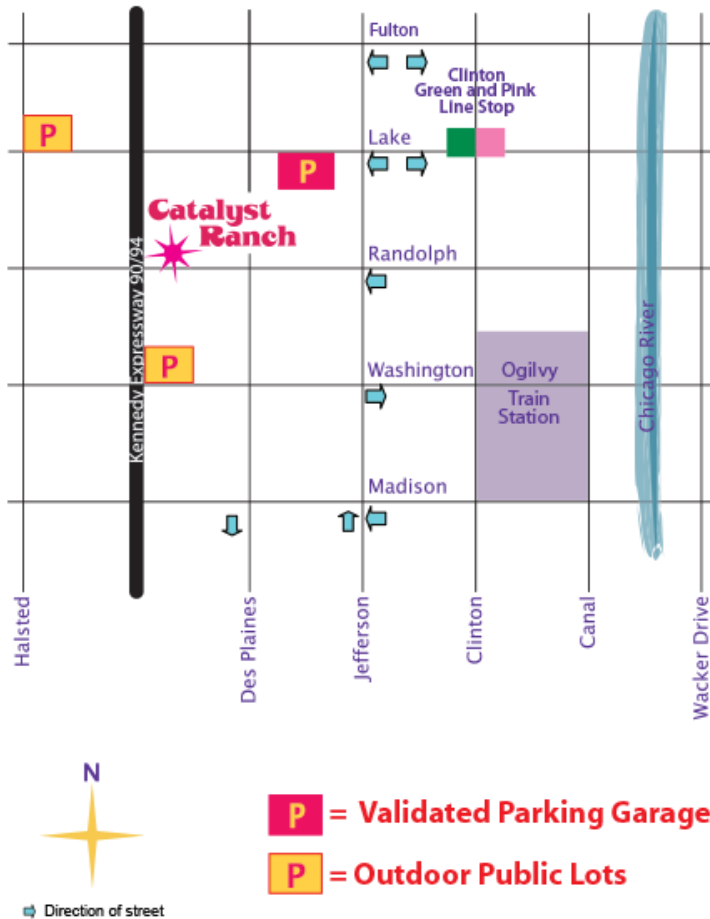 Fulton
Clinton
Green and Pink
Line Stop
P
Lake
P
Catalyst
Ranch
Kennedy Expressway 90/94
Randolph
P
Washington
Ogilvy
Train
Station
Chicago River
Madison
Halsted
Des Plaines
Jefferson
Clinton
Canal
Wacker Drive
N
P = Validated Parking Garage
P = Outdoor Public Lots
Direction of street